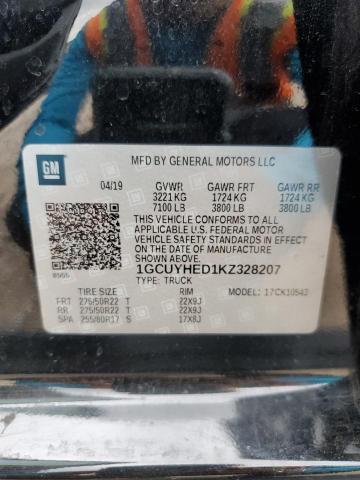 GM
MFD BY GENERAL MOTORS LLC
04/19 GVWR GAWR FRT GAWR RR
3221 KG 1724 KG 1724 KG
7100 LB 3800 LB 3800 LB
THIS VEHICLE CONFORMS TO ALL
APPLICABLE U.S. FEDERAL MOTOR
VEHICLE SAFETY STANDARDS IN EFFECT
ON THE DATE OF MANUFACTURE SHOWN ABOVE.
1GCUYHED1KZ328207
TYPE: TRUCK
TIRE SIZE RIM MODEL: 17CK10543
FRT 275/50R22 T 22X9J
RR 275/50R22 T 22X9J
SPA 255/80R17 S 17X8J